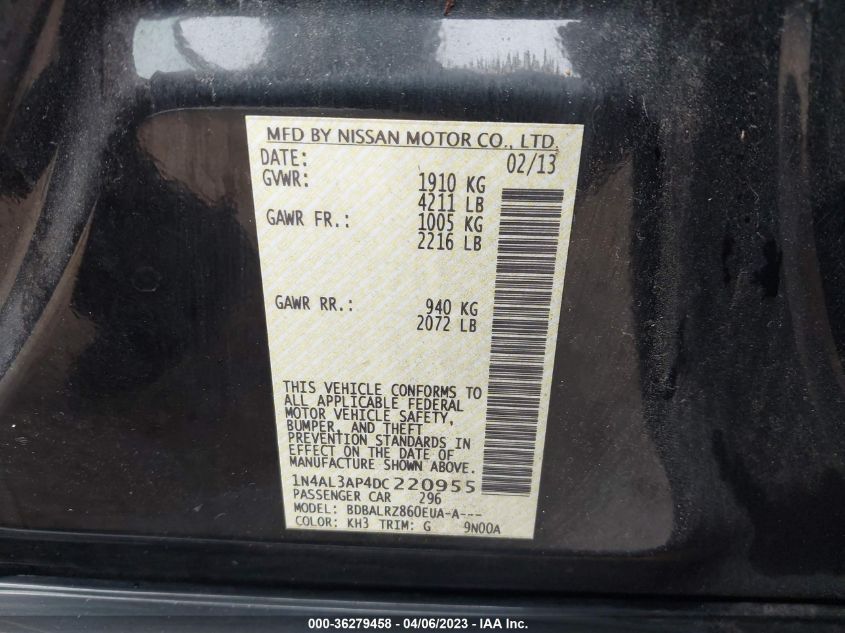 MFD BY NISSAN MOTOR CO., LTD.
DATE: 02/13
GVWR: 1910 KG
4211 LB
GAWR FR.: 1005 KG
2216 LB
GAWR RR.: 940 KG
2072 LB
THIS VEHICLE CONFORMS TO
ALL APPLICABLE FEDERAL
MOTOR VEHICLE SAFETY,
BUMPER, AND THEFT
PREVENTION STANDARDS IN
EFFECT ON THE DATE OF
MANUFACTURE SHOWN ABOVE.
1N4AL3AP4DC220955
PASSENGER CAR 296
MODEL: BDBALRZ860EUA-A---
COLOR: KH3 TRIM: G 9N00A
000-36279458 - 04/06/2023 - IAA Inc.